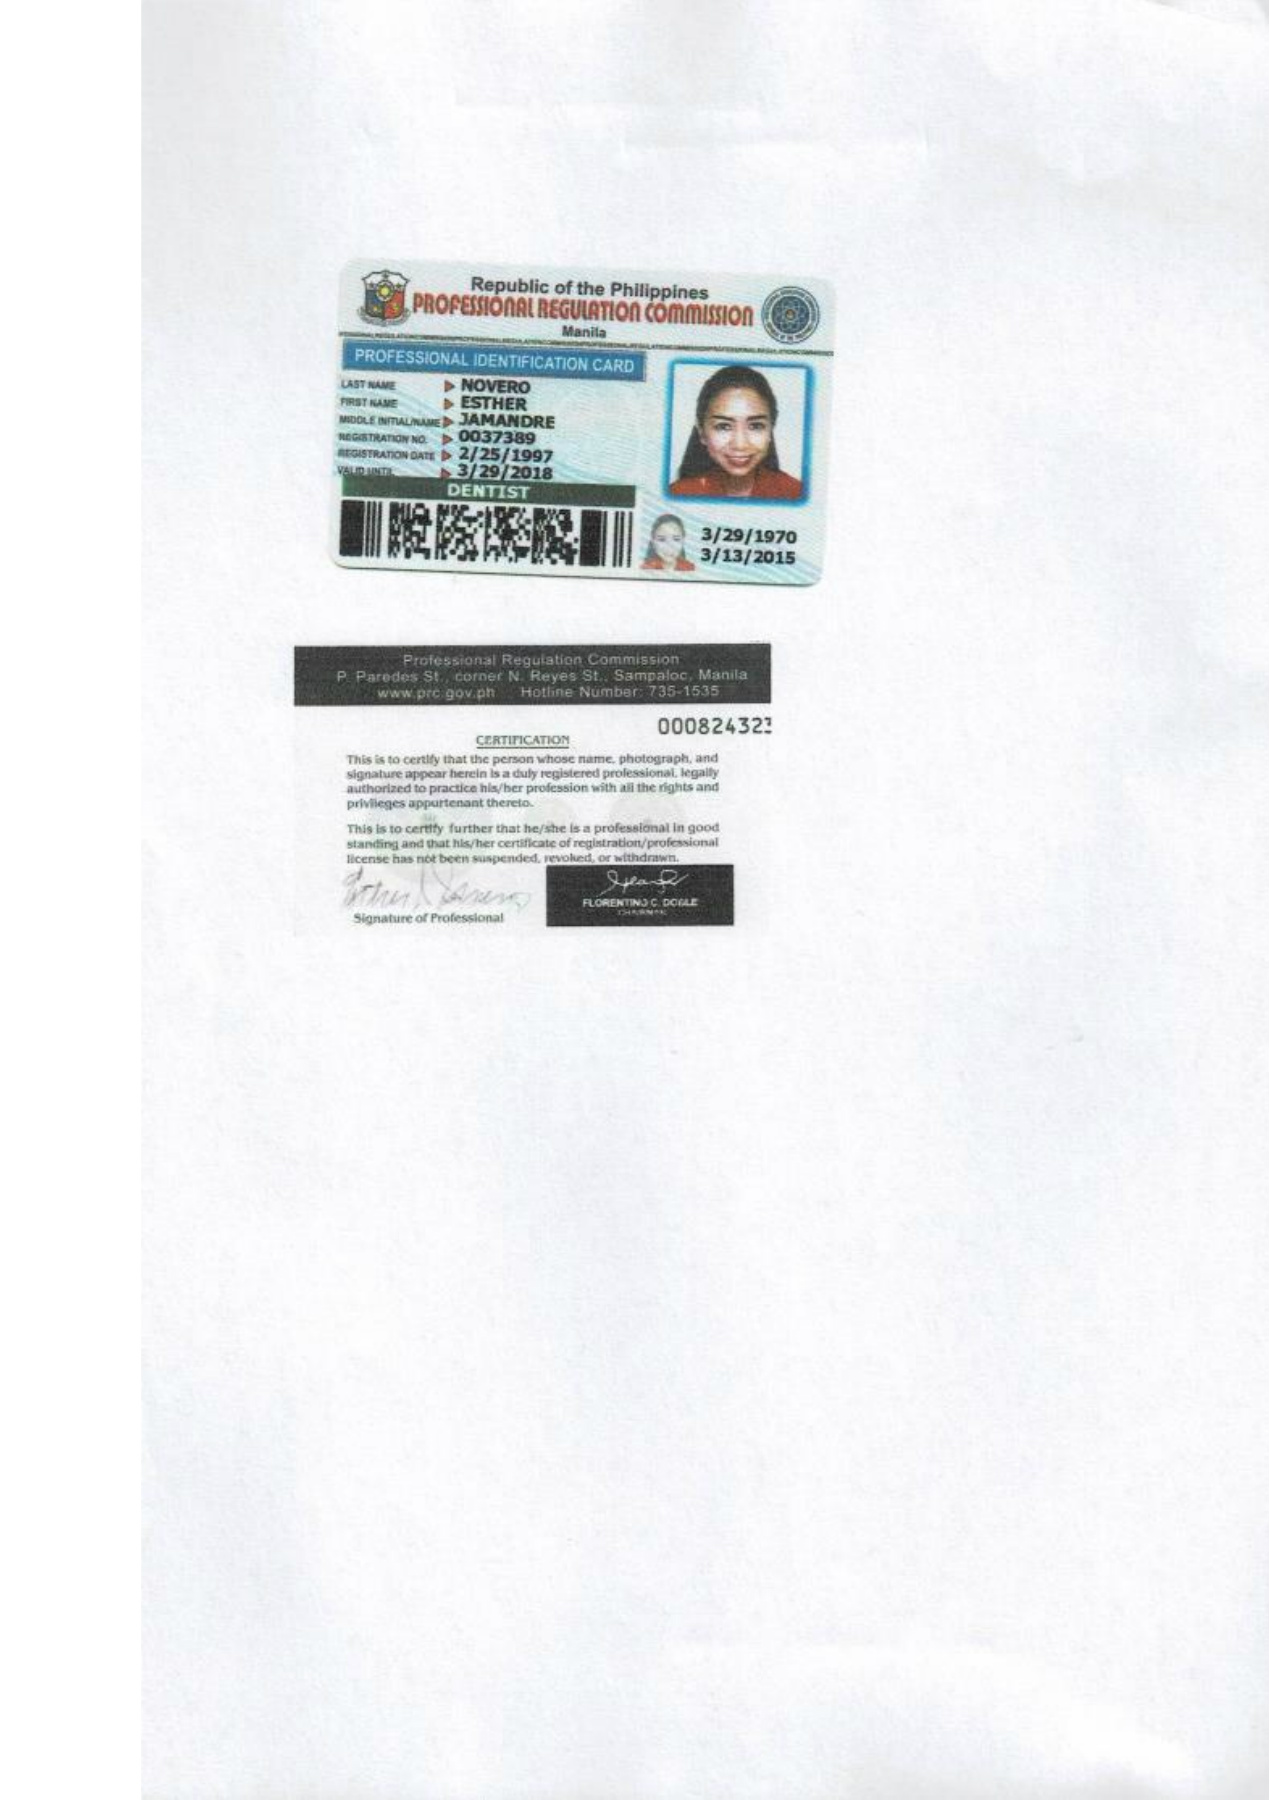 Republic of the Philippines
PROFESSIONAL REGULATION COMMISSION
Manila
PROFESSIONAL IDENTIFICATION CARD
LAST NAME NOVERO
FIRST NAME ESTHER
MIDDLE INITIAL/NAME JAMANDRE
REGISTRATION NO. 0037389
REGISTRATION DATE 2/25/1997
VALID UNTIL 3/29/2018
DENTIST
3/29/1970
3/13/2015
Professional Regulation Commission
P. Paredes St., corner N. Reyes St., Sampaloc, Manila
www.prc.gov.ph Hotline Number: 735-1535
CERTIFICATION
This is to certify that the person whose name, photograph, and
signature appear herein is a duly registered professional, legally
authorized to practice his/her profession with all the rights and
privileges appurtenant thereto.
This is to certify further that he/she is a professional in good
standing and that his/her certificate of registration/professional
license has not been suspended, revoked, or withdrawn.
Signature of Professional
FLORENTINO C. DOBLE
CHAIRMAN